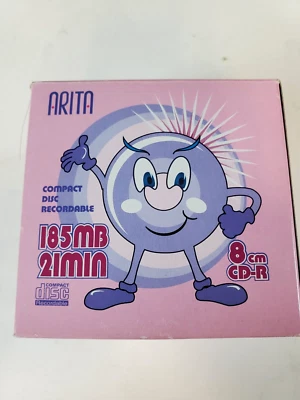 ARITA
COMPACT
DISC
RECORDABLE
185MB
21MIN
8cm
CD-R
COMPACT
disc
Recordable